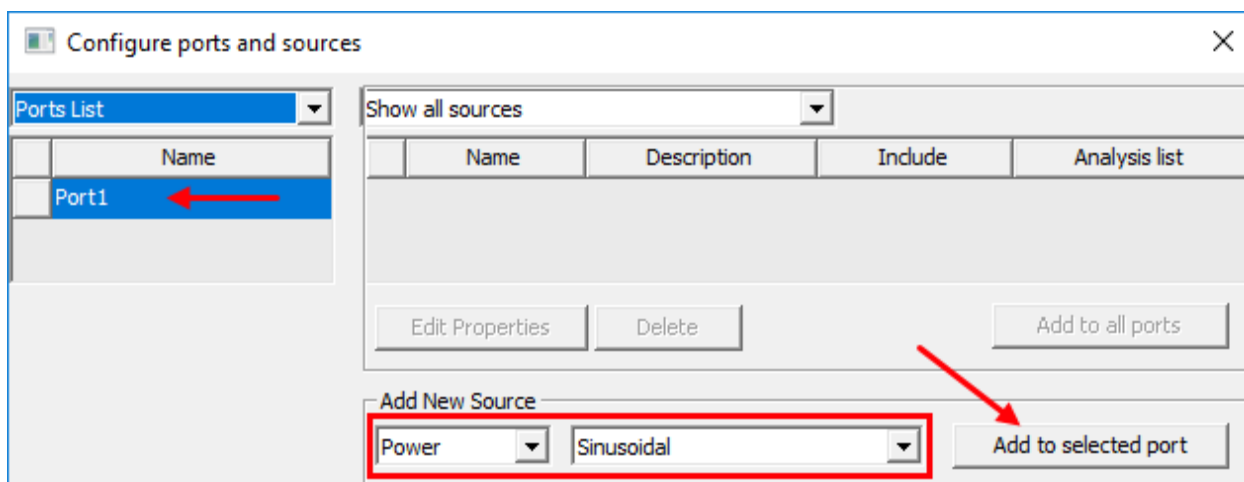 Configure ports and sources
Ports List
Show all sources
Name
Name Description Include Analysis list
Port1
Edit Properties Delete Add to all ports
Add New Source
Power Sinusoidal Add to selected port